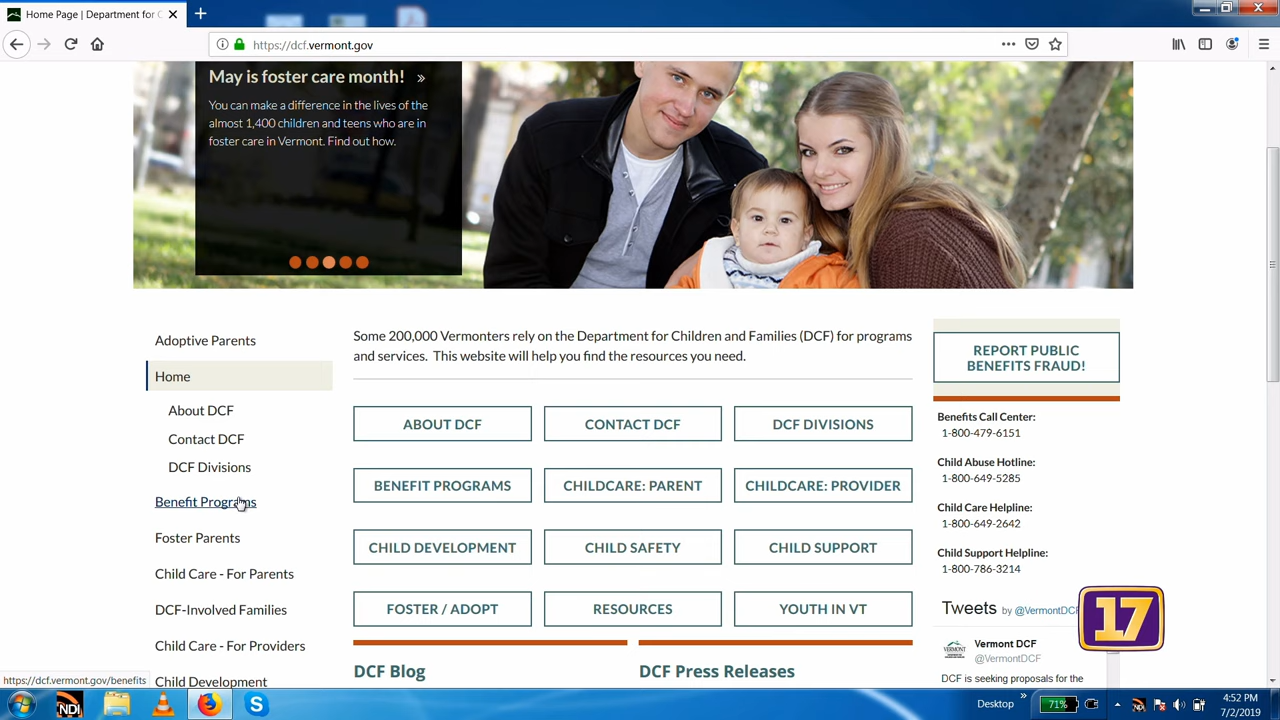 Home Page | Department for C
https://dcf.vermont.gov
May is foster care month! »
You can make a difference in the lives of the
almost 1,400 children and teens who are in
foster care in Vermont. Find out how.
Adoptive Parents
Home
About DCF
Contact DCF
DCF Divisions
Benefit Programs
Foster Parents
Child Care - For Parents
DCF-Involved Families
Child Care - For Providers
Child Development
Some 200,000 Vermonters rely on the Department for Children and Families (DCF) for programs
and services. This website will help you find the resources you need.
ABOUT DCF
CONTACT DCF
DCF DIVISIONS
BENEFIT PROGRAMS
CHILDCARE: PARENT
CHILDCARE: PROVIDER
CHILD DEVELOPMENT
CHILD SAFETY
CHILD SUPPORT
FOSTER / ADOPT
RESOURCES
YOUTH IN VT
DCF Blog
DCF Press Releases
REPORT PUBLIC
BENEFITS FRAUD!
Benefits Call Center:
1-800-479-6151
Child Abuse Hotline:
1-800-649-5285
Child Care Helpline:
1-800-649-2642
Child Support Helpline:
1-800-786-3214
Tweets by @VermontDCF
17
VERMONT
Vermont DCF
@VermontDCF
DCF is seeking proposals for the
https://dcf.vermont.gov/benefits
NDI
S
Desktop »
71%
4:52 PM
7/2/2019